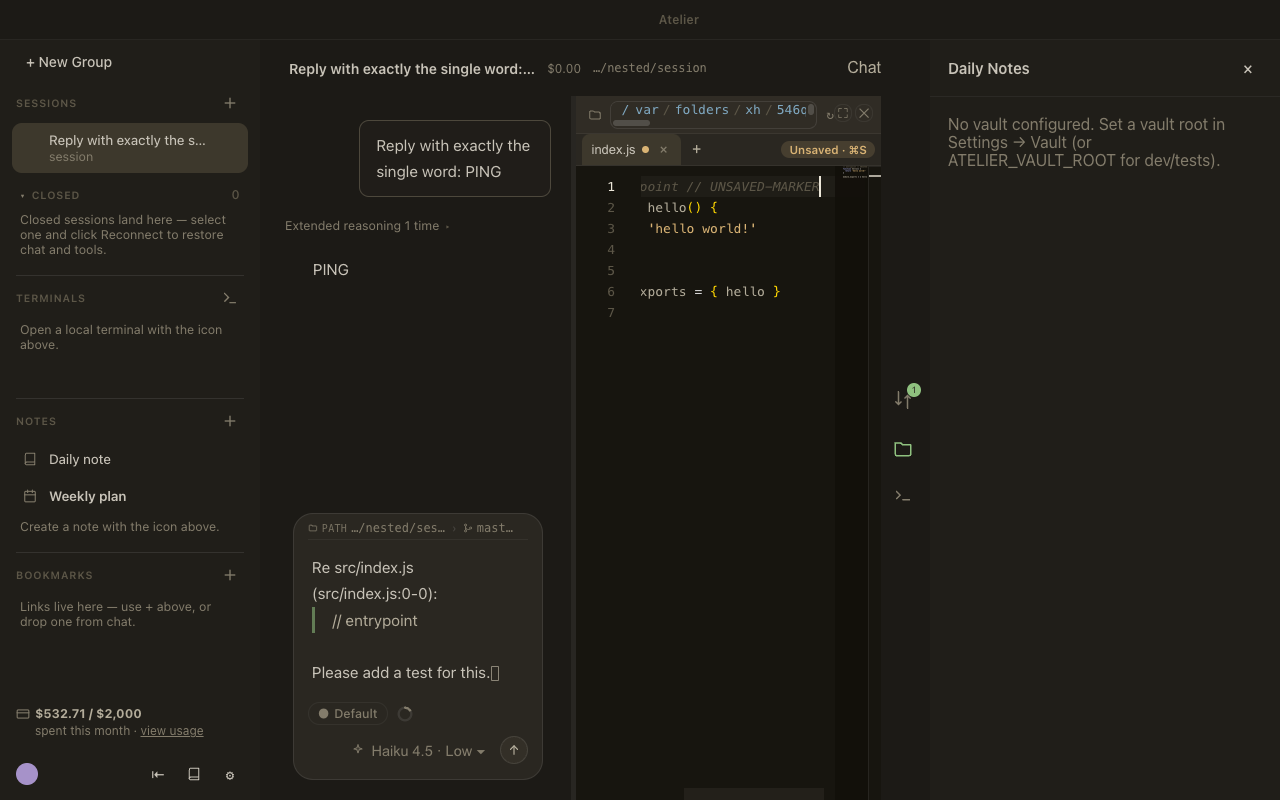 Atelier
+ New Group
SESSIONS
Reply with exactly the s...
session
CLOSED 0
Closed sessions land here — select
one and click Reconnect to restore
chat and tools.
TERMINALS
Open a local terminal with the icon
above.
NOTES
Daily note
Weekly plan
Create a note with the icon above.
BOOKMARKS
Links live here — use + above, or
drop one from chat.
$532.71 / $2,000
spent this month · view usage
Reply with exactly the single word:... $0.00 …/nested/session Chat
Reply with exactly the
single word: PING
Extended reasoning 1 time
PING
PATH …/nested/ses… › mast…
Re src/index.js
(src/index.js:0-0):
// entrypoint
Please add a test for this.
Default
Haiku 4.5 · Low
/ var / folders / xh / 546
index.js × + Unsaved · ⌘S
1 point // UNSAVED-MARKER
2 hello() {
3 'hello world!'
4
5
6 xports = { hello }
7
1
Daily Notes ×
No vault configured. Set a vault root in
Settings → Vault (or
ATELIER_VAULT_ROOT for dev/tests).